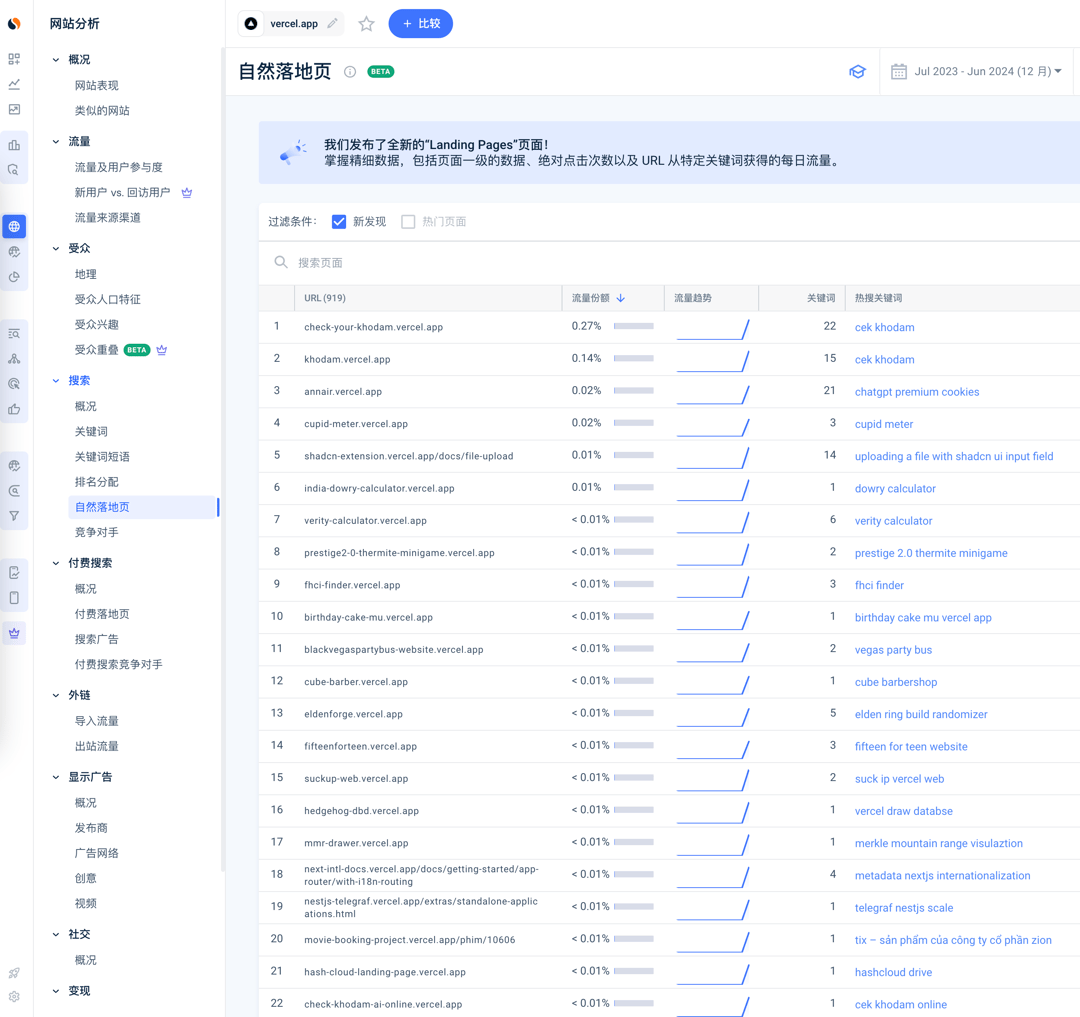 网站分析
概况
网站表现
类似的网站
流量
流量及用户参与度
新用户 vs. 回访用户
流量来源渠道
受众
地理
受众人口特征
受众兴趣
受众重叠 BETA
搜索
概况
关键词
关键词短语
排名分配
自然落地页
竞争对手
付费搜索
概况
付费落地页
搜索广告
付费搜索竞争对手
外链
导入流量
出站流量
显示广告
概况
发布商
广告网络
创意
视频
社交
概况
变现
vercel.app
+ 比较
自然落地页 BETA
Jul 2023 - Jun 2024 (12 月)
我们发布了全新的“Landing Pages”页面！
掌握精细数据，包括页面一级的数据、绝对点击次数以及 URL 从特定关键词获得的每日流量。
过滤条件： 新发现 热门页面
搜索页面
URL (919) 流量份额 流量趋势 关键词 热搜关键词
1 check-your-khodam.vercel.app 0.27% 22 cek khodam
2 khodam.vercel.app 0.14% 15 cek khodam
3 annair.vercel.app 0.02% 21 chatgpt premium cookies
4 cupid-meter.vercel.app 0.02% 3 cupid meter
5 shadcn-extension.vercel.app/docs/file-upload 0.01% 14 uploading a file with shadcn ui input field
6 india-dowry-calculator.vercel.app 0.01% 1 dowry calculator
7 verity-calculator.vercel.app < 0.01% 6 verity calculator
8 prestige2-0-thermite-minigame.vercel.app < 0.01% 2 prestige 2.0 thermite minigame
9 fhci-finder.vercel.app < 0.01% 3 fhci finder
10 birthday-cake-mu.vercel.app < 0.01% 1 birthday cake mu vercel app
11 blackvegaspartybus-website.vercel.app < 0.01% 2 vegas party bus
12 cube-barber.vercel.app < 0.01% 1 cube barbershop
13 eldenforge.vercel.app < 0.01% 5 elden ring build randomizer
14 fifteenforteen.vercel.app < 0.01% 3 fifteen for teen website
15 suckup-web.vercel.app < 0.01% 2 suck ip vercel web
16 hedgehog-dbd.vercel.app < 0.01% 1 vercel draw databse
17 mmr-drawer.vercel.app < 0.01% 1 merkle mountain range visulaztion
18 next-intl-docs.vercel.app/docs/getting-started/app-
router/with-i18n-routing < 0.01% 4 metadata nextjs internationalization
19 nestjs-telegraf.vercel.app/extras/standalone-applic
ations.html < 0.01% 1 telegraf nestjs scale
20 movie-booking-project.vercel.app/phim/10606 < 0.01% 1 tix – sản phẩm của công ty cổ phần zion
21 hash-cloud-landing-page.vercel.app < 0.01% 1 hashcloud drive
22 check-khodam-ai-online.vercel.app < 0.01% 1 cek khodam online